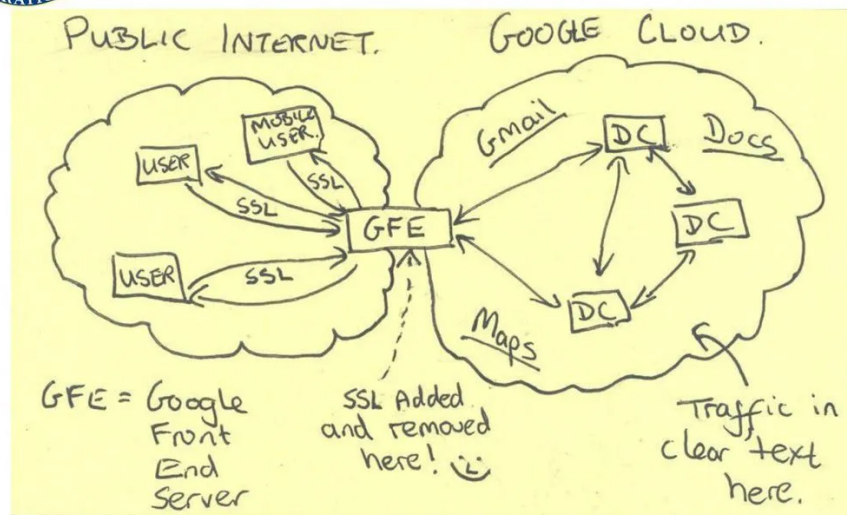 PUBLIC INTERNET.
GOOGLE CLOUD.
MOBILE
USER.
USER
SSL
SSL
USER
SSL
GFE
Gmail
DC
Docs
DC
DC
Maps
GFE = Google
Front
End
Server
SSL Added
and removed
here!
Traffic in
clear text
here.